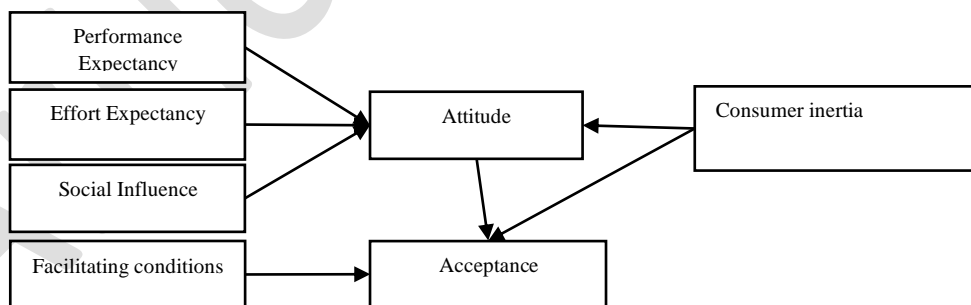 Performance
Expectancy
Effort Expectancy
Attitude
Consumer inertia
Social Influence
Facilitating conditions
Acceptance